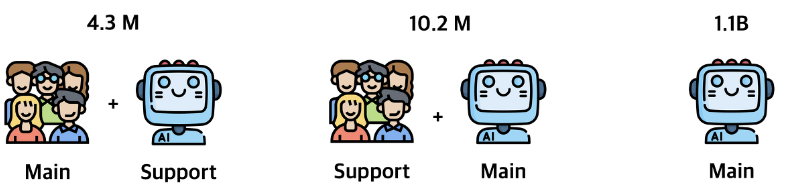 4.3 M
10.2 M
1.1B
+
AI
+
AI
AI
Main
Support
Support
Main
Main